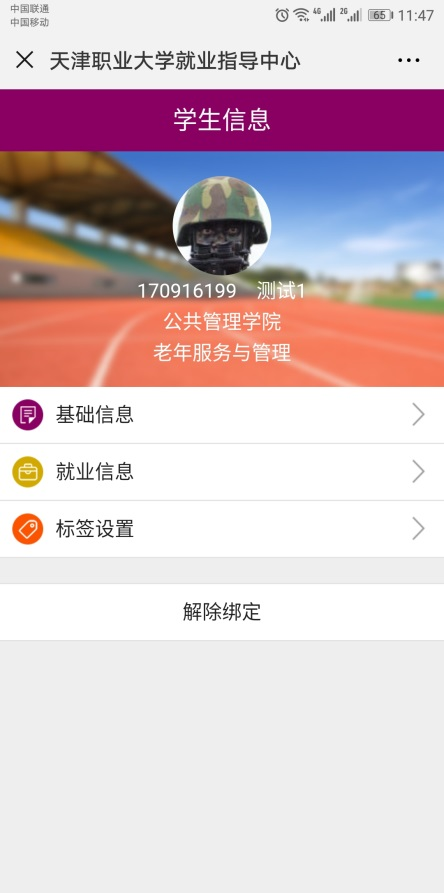 中国联通
中国移动
4G 2G 65 11:47
天津职业大学就业指导中心
学生信息
170916199 测试1
公共管理学院
老年服务与管理
基础信息
就业信息
标签设置
解除绑定